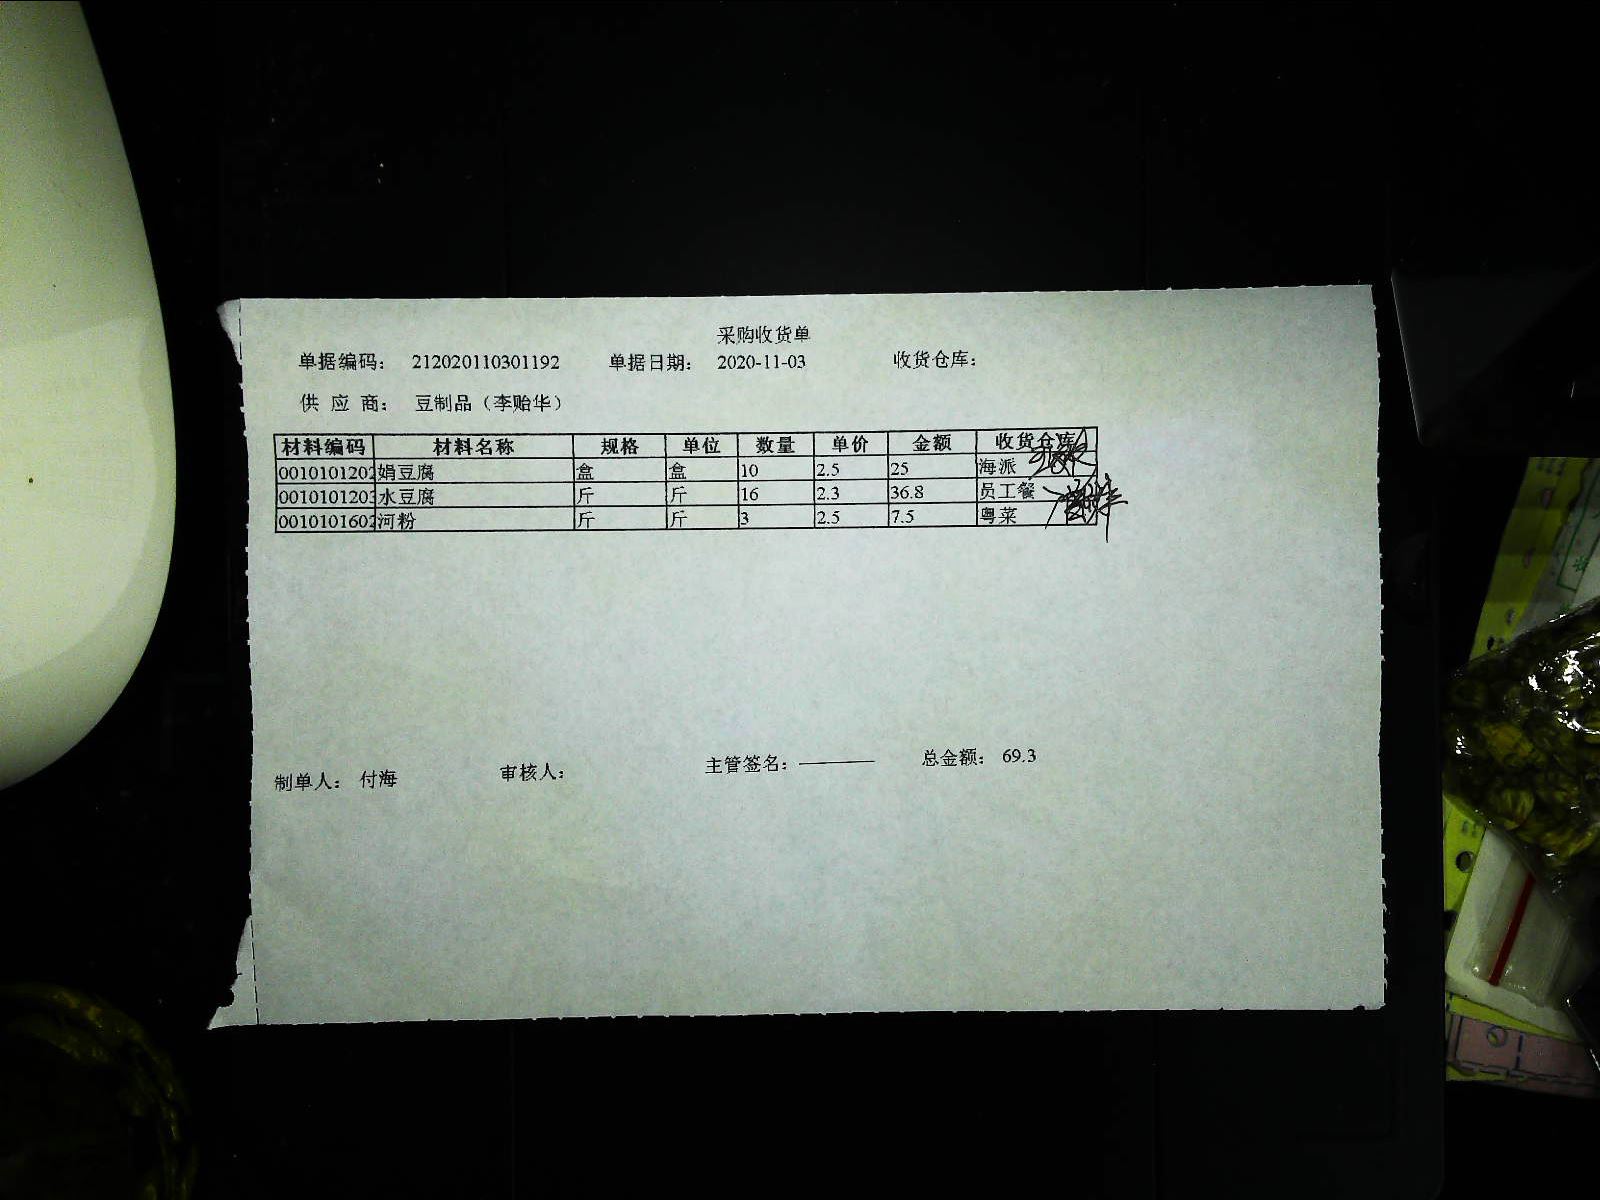 采购收货单
单据编码： 212020110301192 单据日期： 2020-11-03 收货仓库：
供 应 商： 豆制品（李贻华）
材料编码 材料名称 规格 单位 数量 单价 金额 收货仓库
0010101202 娟豆腐 盒 盒 10 2.5 25 海派
0010101203 水豆腐 斤 斤 16 2.3 36.8 员工餐
0010101602 河粉 斤 斤 3 2.5 7.5 粤菜
制单人： 付海 审核人： 主管签名： 总金额： 69.3